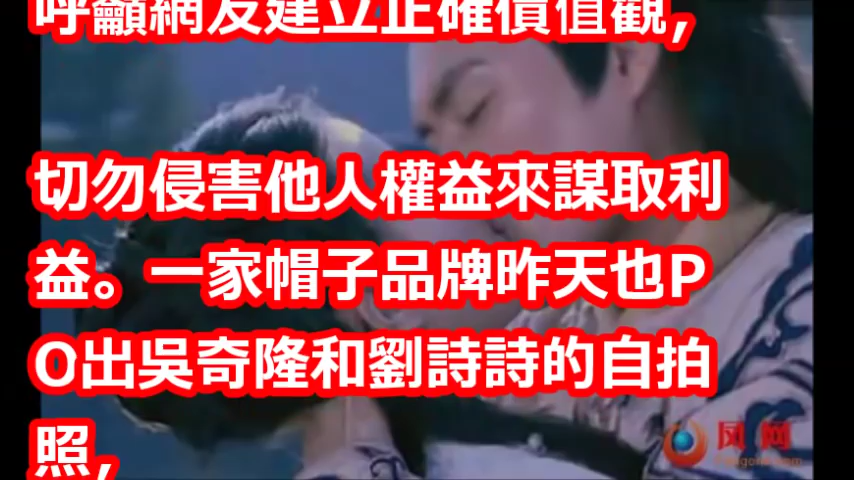 呼籲網友建立正確價值觀,
切勿侵害他人權益來謀取利
益。一家帽子品牌昨天也P
O出吳奇隆和劉詩詩的自拍
照,
凤网